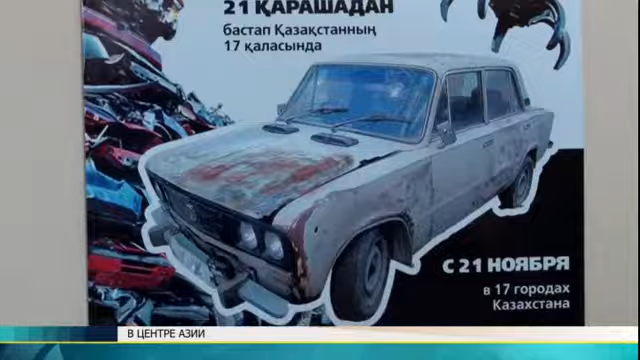 21 ҚАРАШАДАН
бастап Қазақстанның
17 қаласында
С 21 НОЯБРЯ
в 17 городах
Казахстана
В ЦЕНТРЕ АЗИИ